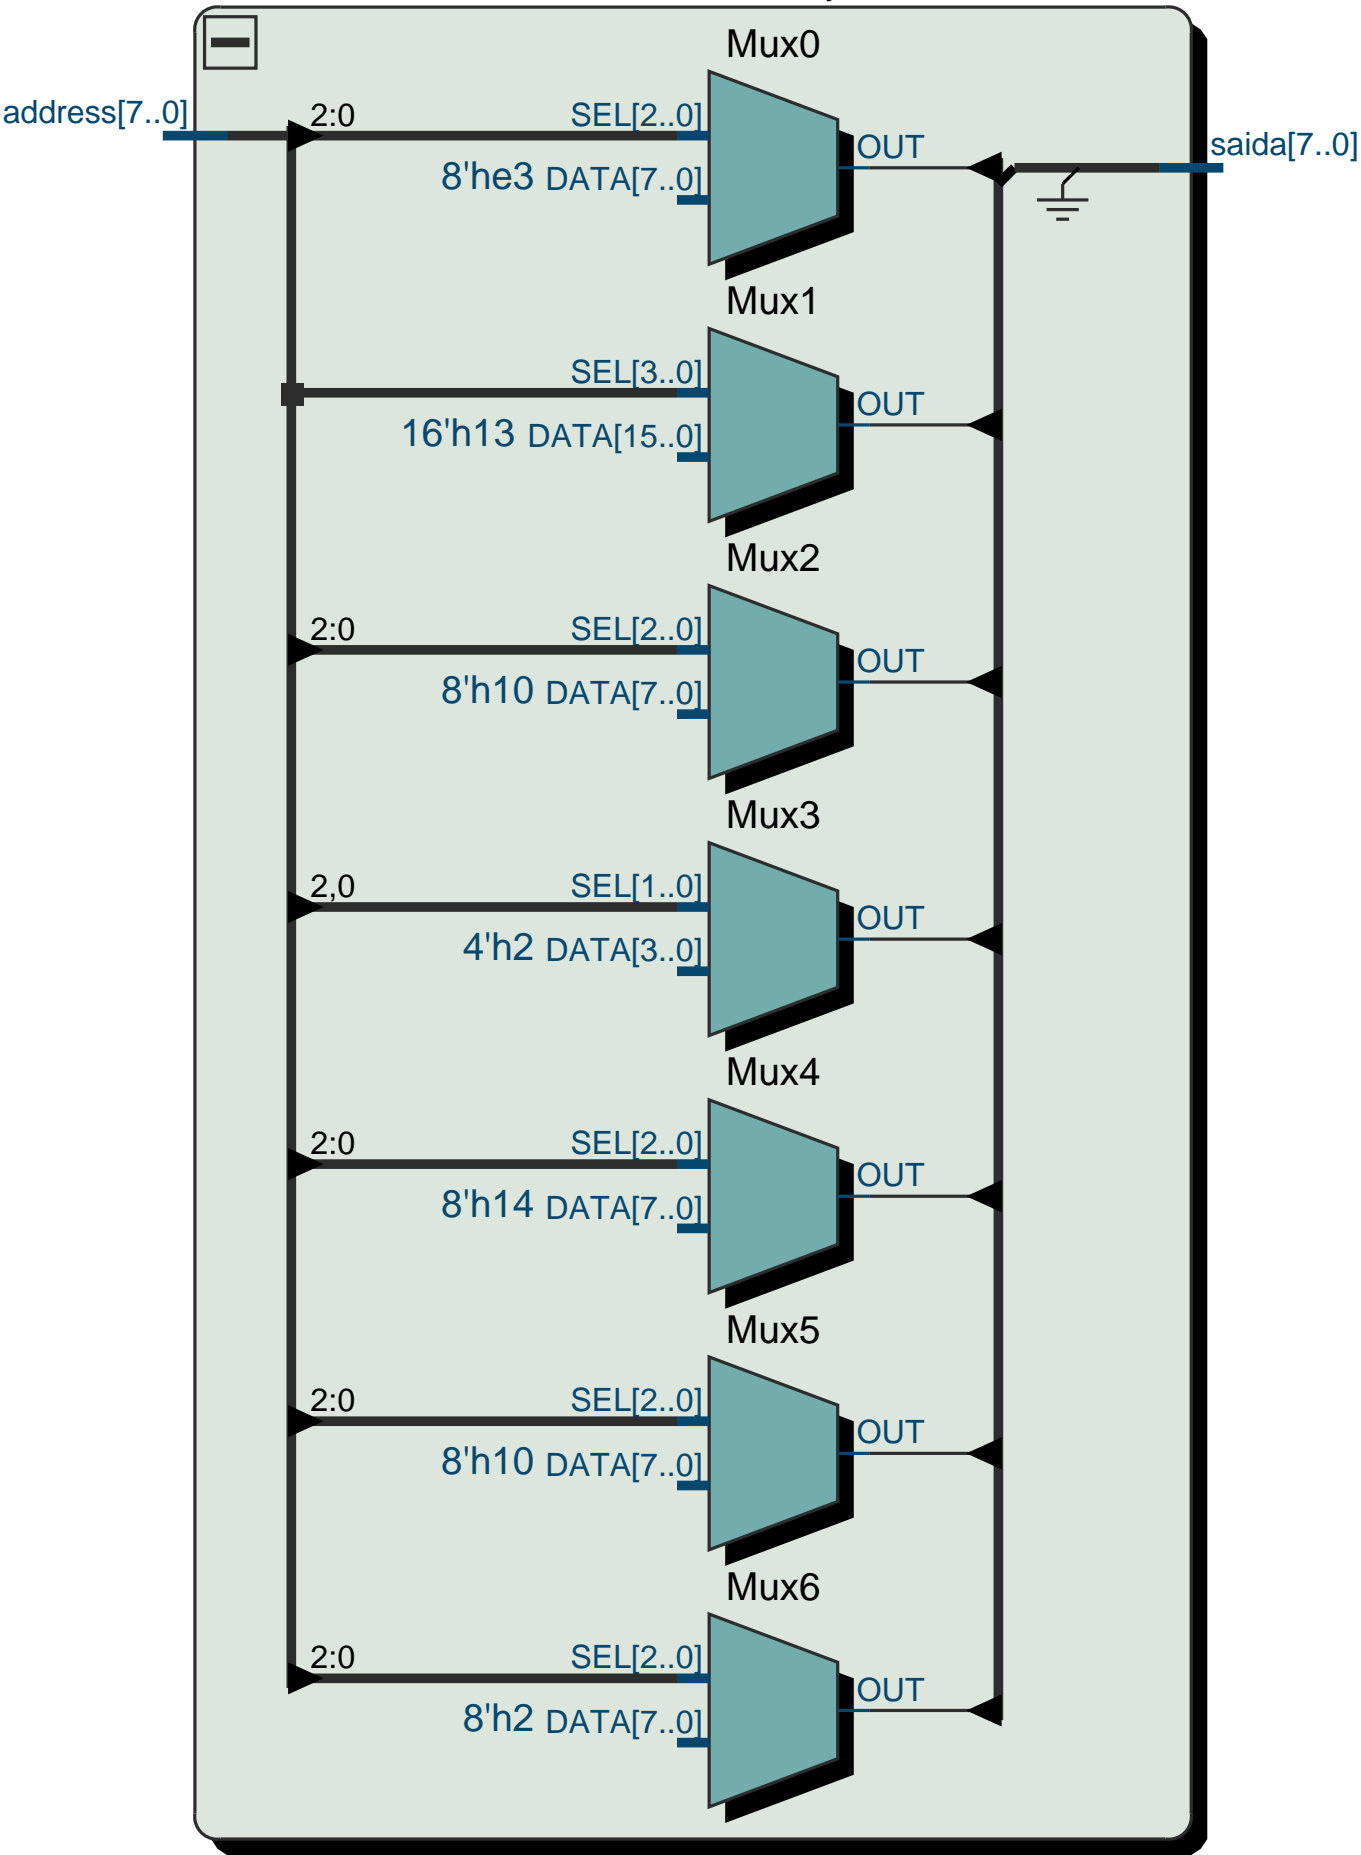 Mux0
address[7..0]
2:0
SEL[2..0]
OUT
saida[7..0]
8'he3 DATA[7..0]
Mux1
SEL[3..0]
OUT
16'h13 DATA[15..0]
Mux2
2:0
SEL[2..0]
OUT
8'h10 DATA[7..0]
Mux3
2,0
SEL[1..0]
OUT
4'h2 DATA[3..0]
Mux4
2:0
SEL[2..0]
OUT
8'h14 DATA[7..0]
Mux5
2:0
SEL[2..0]
OUT
8'h10 DATA[7..0]
Mux6
2:0
SEL[2..0]
OUT
8'h2 DATA[7..0]